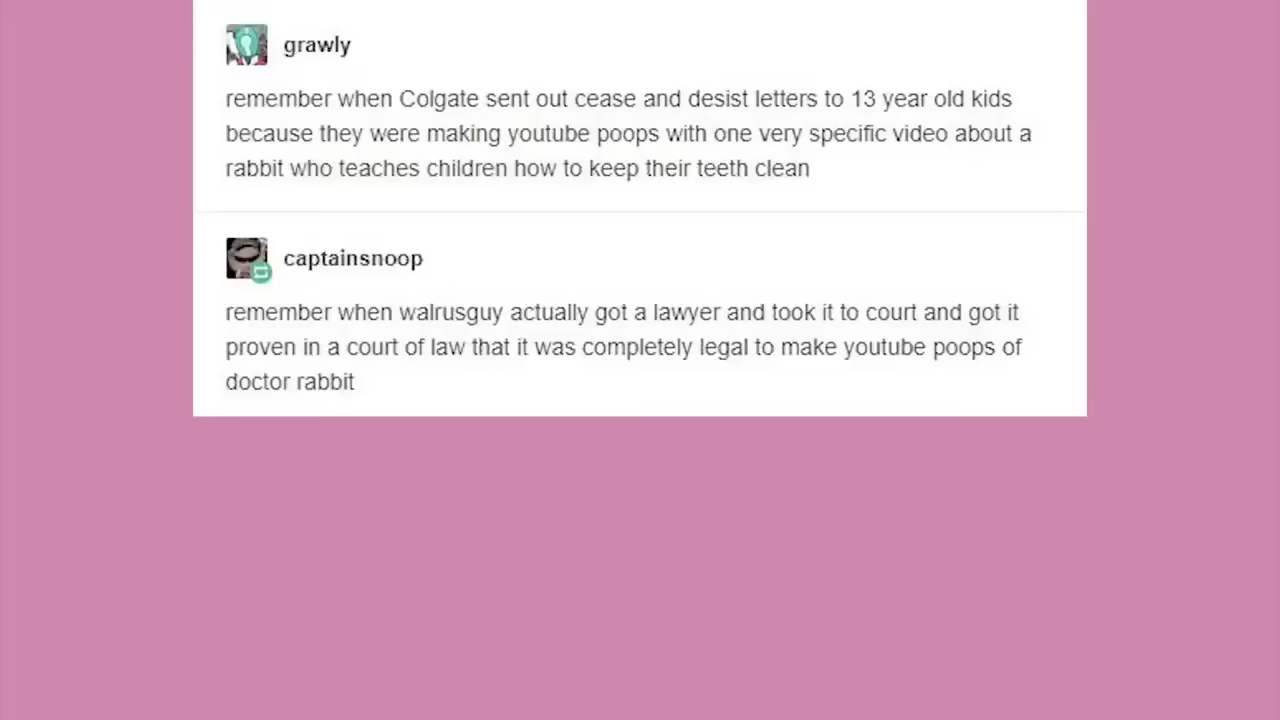 grawly
remember when Colgate sent out cease and desist letters to 13 year old kids
because they were making youtube poops with one very specific video about a
rabbit who teaches children how to keep their teeth clean
captainsnoop
remember when walrusguy actually got a lawyer and took it to court and got it
proven in a court of law that it was completely legal to make youtube poops of
doctor rabbit